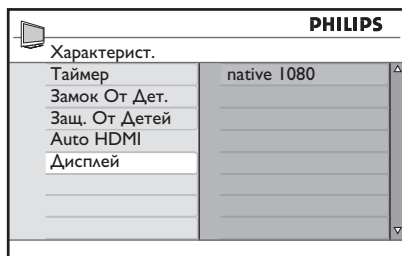 PHILIPS
Характерист.
Таймер
native 1080
Замок От Дет.
Защ. От Детей
Auto HDMI
Дисплей